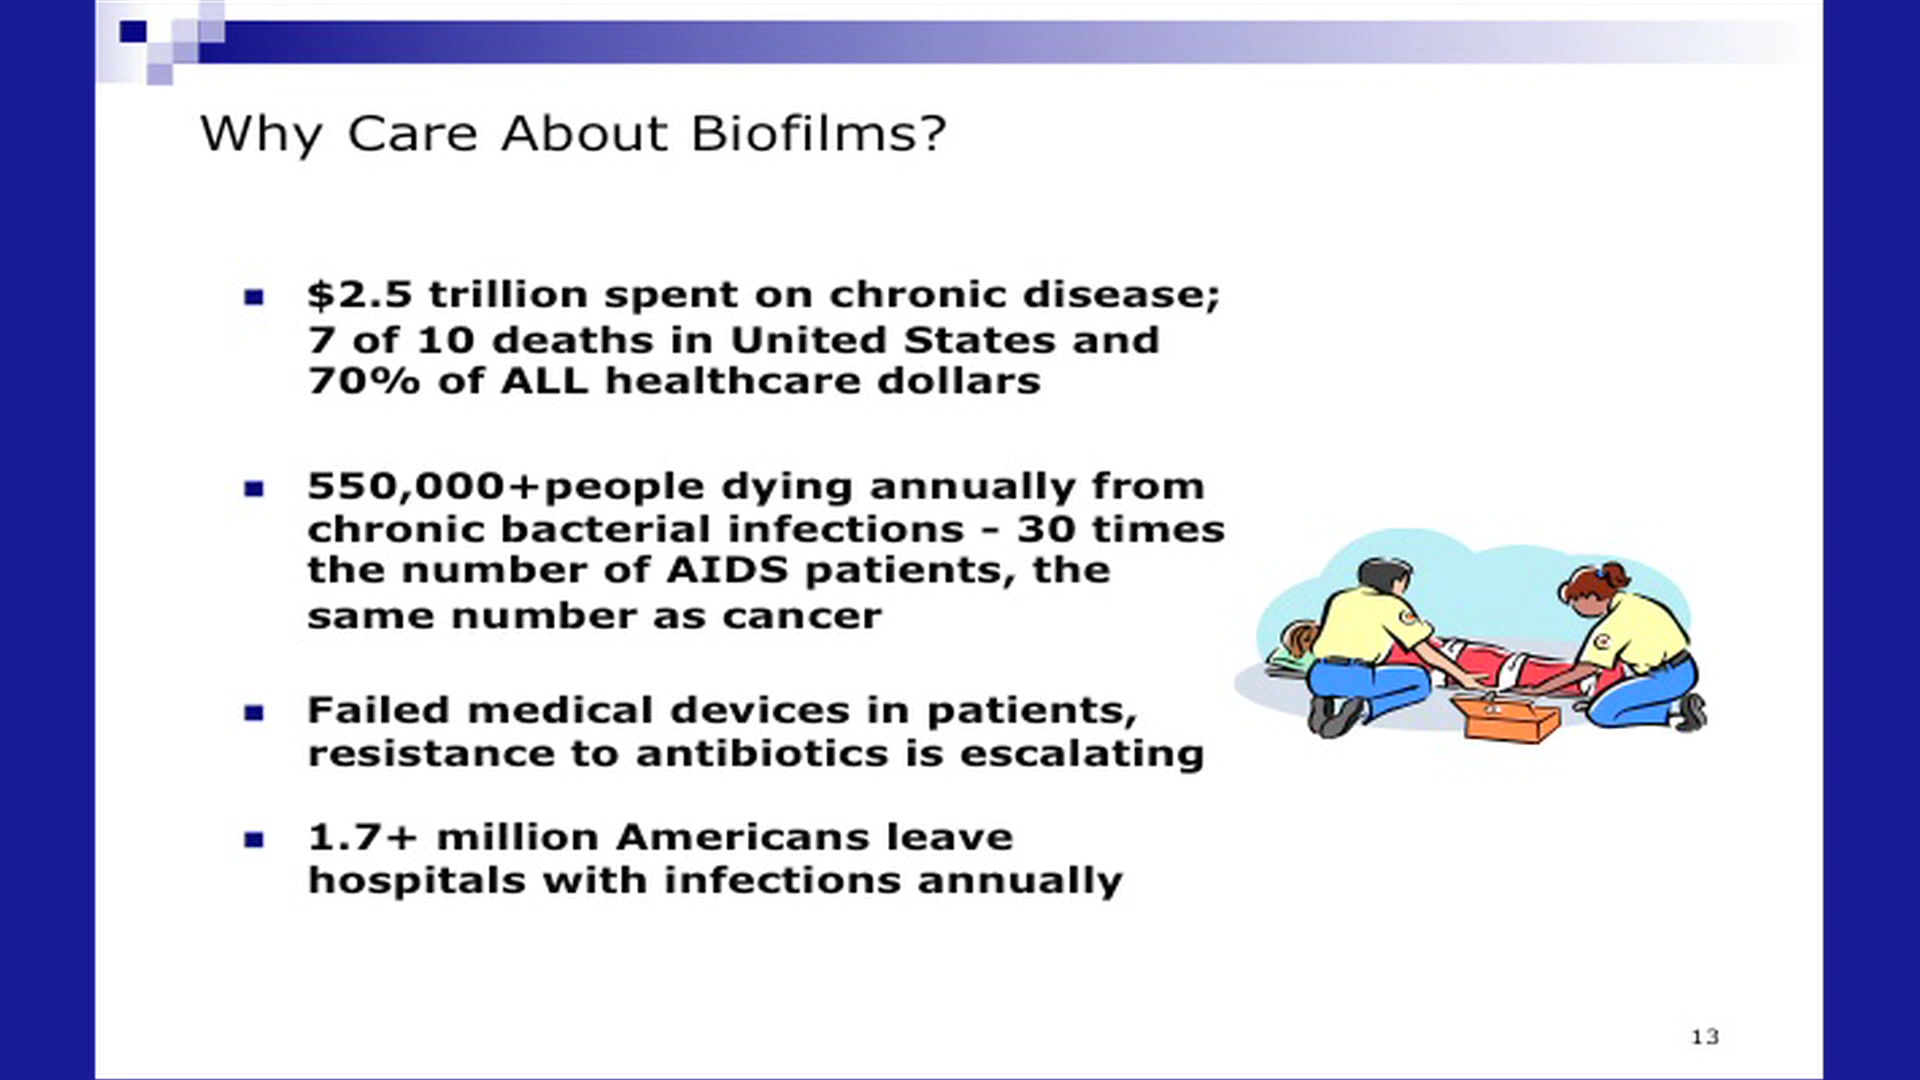 Why Care About Biofilms?
$2.5 trillion spent on chronic disease;
7 of 10 deaths in United States and
70% of ALL healthcare dollars
550,000+people dying annually from
chronic bacterial infections - 30 times
the number of AIDS patients, the
same number as cancer
Failed medical devices in patients,
resistance to antibiotics is escalating
1.7+ million Americans leave
hospitals with infections annually
13